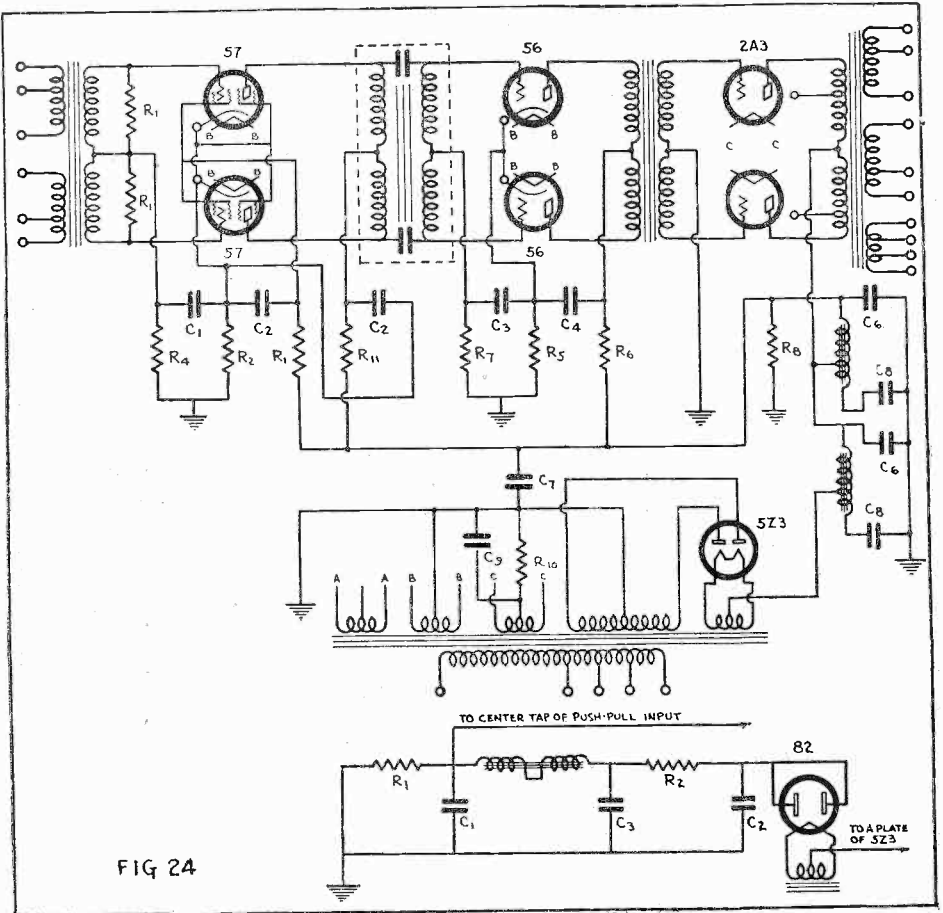 57 56 2A3
B B B B
B B B B C C
57 56
C1 C2 C2 C3 C4 C6
R4 R2 R1 R11 R7 R5 R6 R8
R1
R1
C8
C6
C7
C8
5Z3
C9 R10
A A B B C C
TO CENTER TAP OF PUSH-PULL INPUT
82
R1 R2
C1 C3 C2
TO A PLATE
OF 5Z3
FIG 24